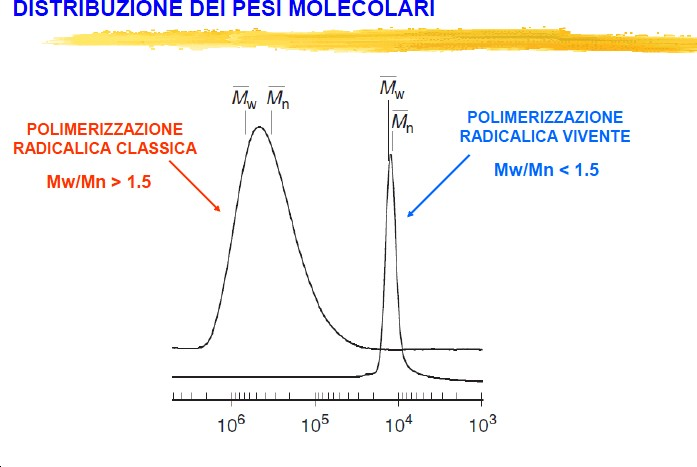 DISTRIBUZIONE DEI PESI MOLECOLARI
M̅w M̅n
M̅w
M̅n
POLIMERIZZAZIONE
RADICALICA CLASSICA
Mw/Mn > 1.5
POLIMERIZZAZIONE
RADICALICA VIVENTE
Mw/Mn < 1.5
10⁶ 10⁵ 10⁴ 10³